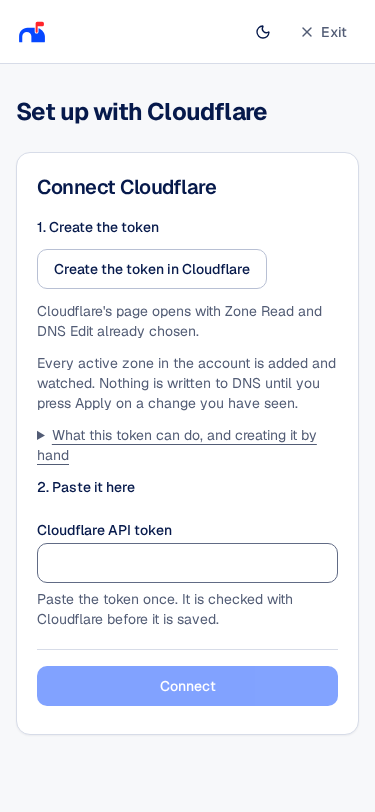 Exit
Set up with Cloudflare
Connect Cloudflare
1. Create the token
Create the token in Cloudflare
Cloudflare's page opens with Zone Read and
DNS Edit already chosen.
Every active zone in the account is added and
watched. Nothing is written to DNS until you
press Apply on a change you have seen.
What this token can do, and creating it by
hand
2. Paste it here
Cloudflare API token
Paste the token once. It is checked with
Cloudflare before it is saved.
Connect